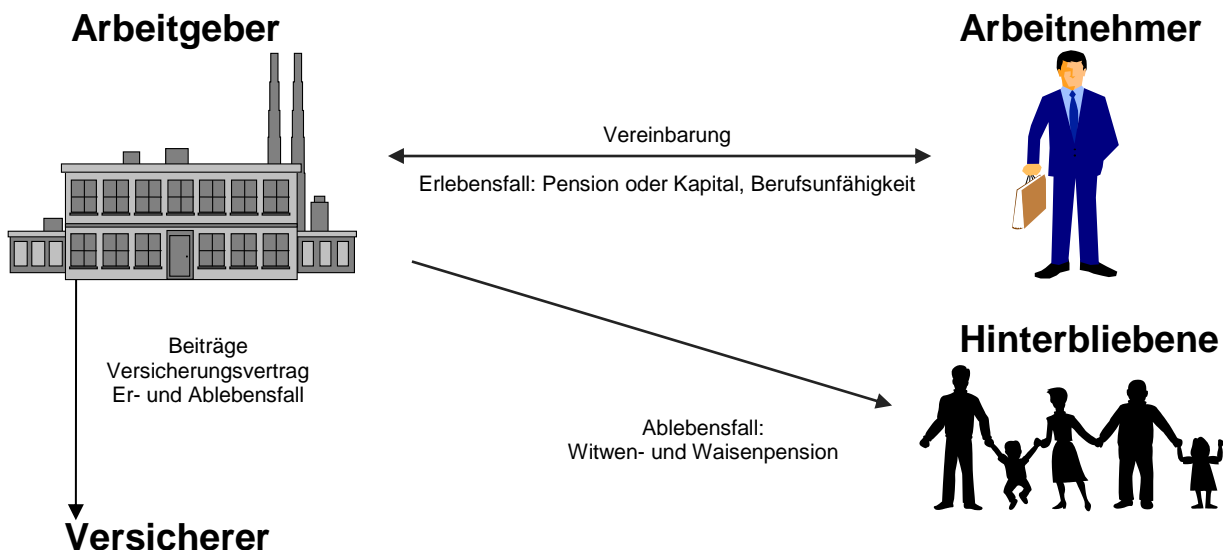 Arbeitgeber
Arbeitnehmer
Vereinbarung
Erlebensfall: Pension oder Kapital, Berufsunfähigkeit
Beiträge
Versicherungsvertrag
Er- und Ablebensfall
Hinterbliebene
Ablebensfall:
Witwen- und Waisenpension
Versicherer